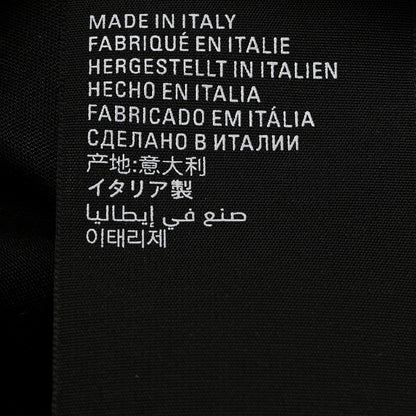 MADE IN ITALY
FABRIQUÉ EN ITALIE
HERGESTELLT IN ITALIEN
HECHO EN ITALIA
FABRICADO EM ITÁLIA
СДЕЛАНО В ИТАЛИИ
产地:意大利
イタリア製
صنع في إيطاليا
이태리제